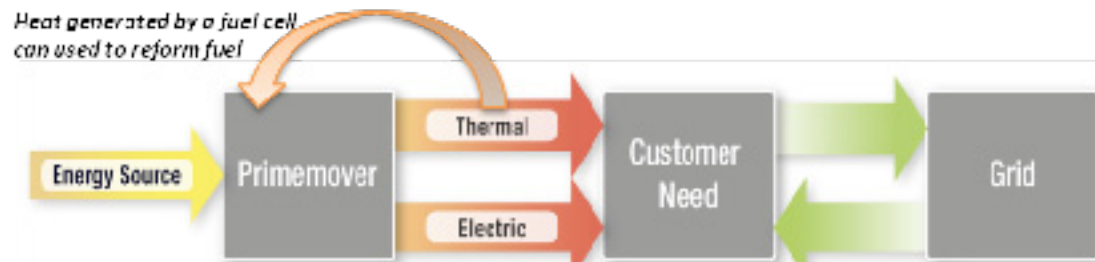 Heat generated by a fuel cell
can used to reform fuel
Thermal
Energy Source
Primemover
Customer
Need
Grid
Electric